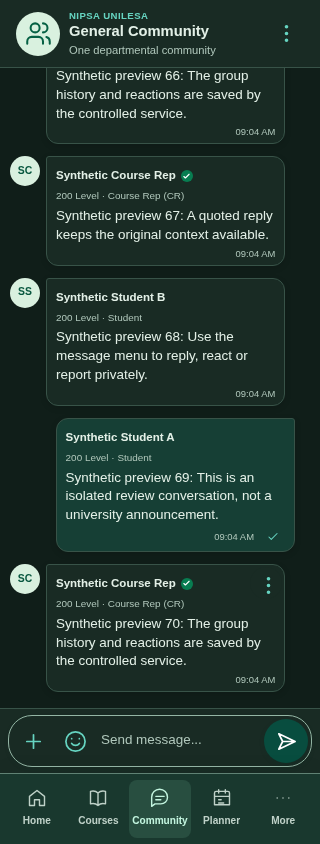 NIPSA UNILESA
General Community
One departmental community
Synthetic preview 66: The group
history and reactions are saved by
the controlled service.
09:04 AM
SC
Synthetic Course Rep
200 Level · Course Rep (CR)
Synthetic preview 67: A quoted reply
keeps the original context available.
09:04 AM
SS
Synthetic Student B
200 Level · Student
Synthetic preview 68: Use the
message menu to reply, react or
report privately.
09:04 AM
Synthetic Student A
200 Level · Student
Synthetic preview 69: This is an
isolated review conversation, not a
university announcement.
09:04 AM
SC
Synthetic Course Rep
200 Level · Course Rep (CR)
Synthetic preview 70: The group
history and reactions are saved by
the controlled service.
09:04 AM
Send message...
Home Courses Community Planner More